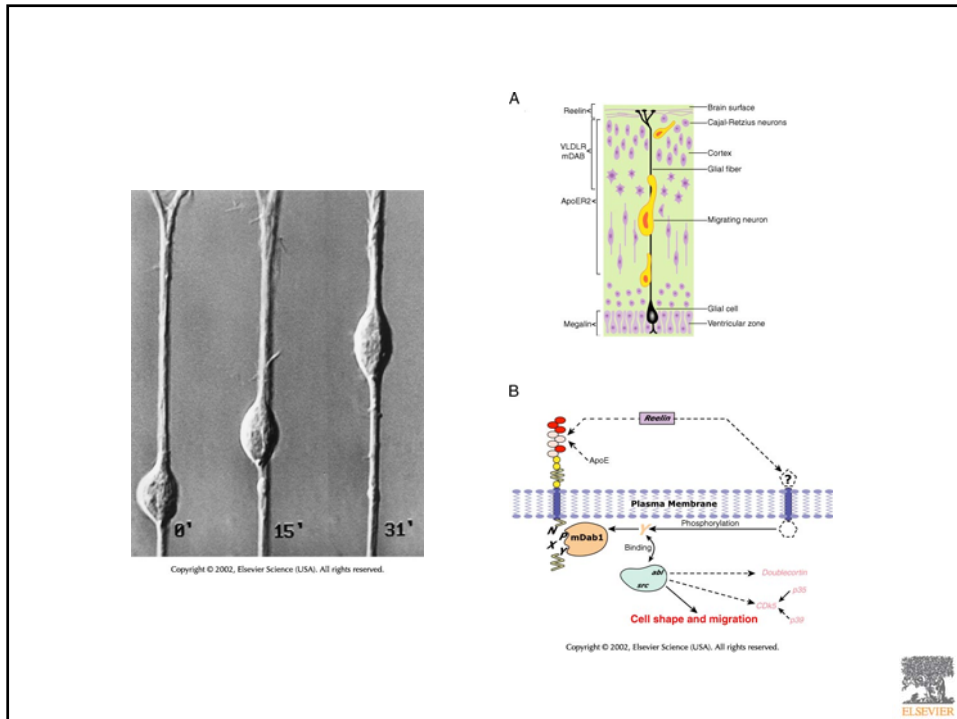 0'
15'
31'
Copyright © 2002, Elsevier Science (USA). All rights reserved.
A
Reelin
VLDLR
mDAB
ApoER2
Megalin
Brain surface
Cajal-Retzius neurons
Cortex
Glial fiber
Migrating neuron
Glial cell
Ventricular zone
B
Reelin
ApoE
?
Plasma Membrane
Phosphorylation
N
P
X
Y
mDab1
Y
Binding
abl
src
Doublecortin
p35
CDk5
p39
Cell shape and migration
Copyright © 2002, Elsevier Science (USA). All rights reserved.
ELSEVIER